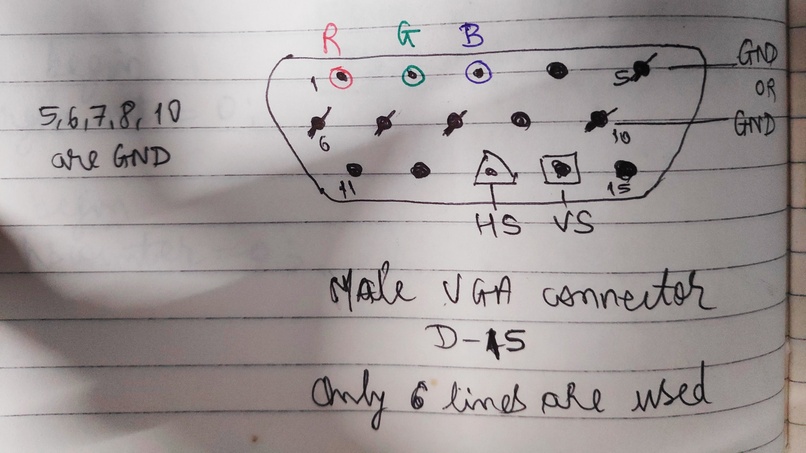 R G B
1 5 GND
OR
5,6,7,8,10
are GND
6 10 GND
11 15
HS VS
Male VGA connector
D-15
Only 6 lines are used